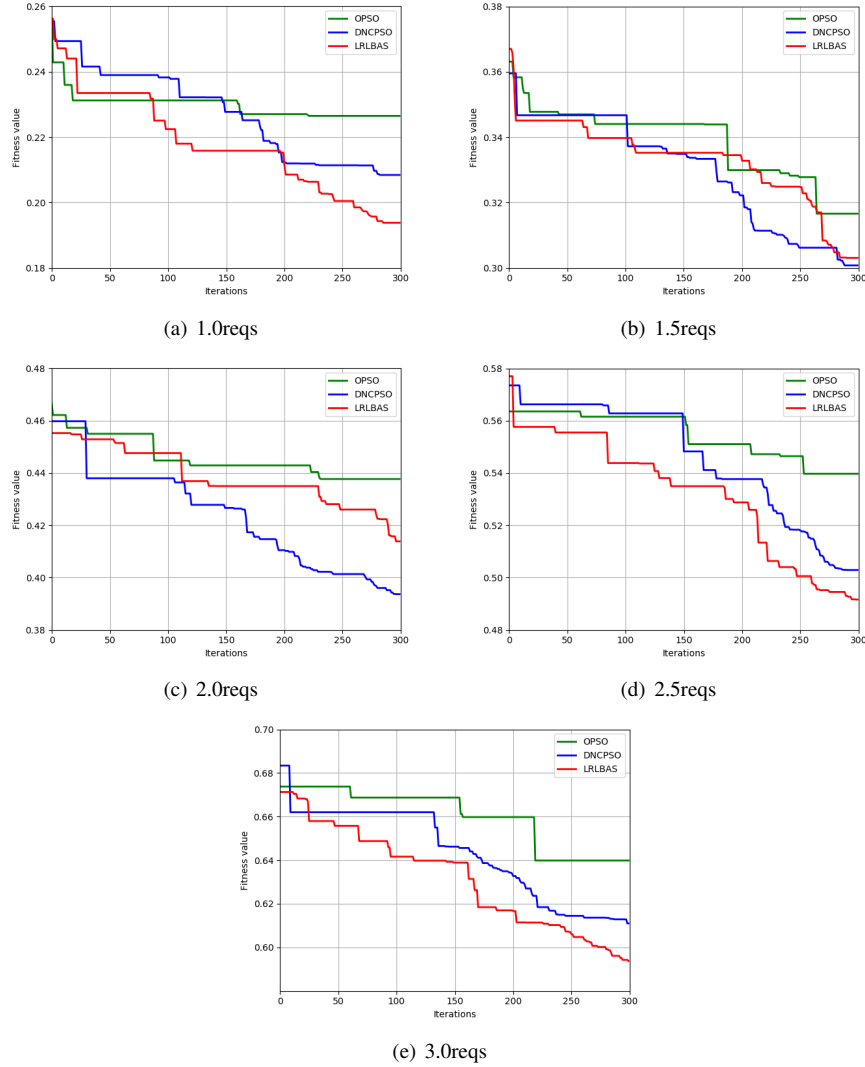 0.26
0.24
0.22
0.20
0.18
Fitness value
0 50 100 150 200 250 300
Iterations
OPSO
DNCPSO
LRLBAS
(a) 1.0reqs
0.38
0.36
0.34
0.32
0.30
Fitness value
0 50 100 150 200 250 300
Iterations
OPSO
DNCPSO
LRLBAS
(b) 1.5reqs
0.48
0.46
0.44
0.42
0.40
0.38
Fitness value
0 50 100 150 200 250 300
Iterations
OPSO
DNCPSO
LRLBAS
(c) 2.0reqs
0.58
0.56
0.54
0.52
0.50
0.48
Fitness value
0 50 100 150 200 250 300
Iterations
OPSO
DNCPSO
LRLBAS
(d) 2.5reqs
0.70
0.68
0.66
0.64
0.62
0.60
Fitness value
0 50 100 150 200 250 300
Iterations
OPSO
DNCPSO
LRLBAS
(e) 3.0reqs